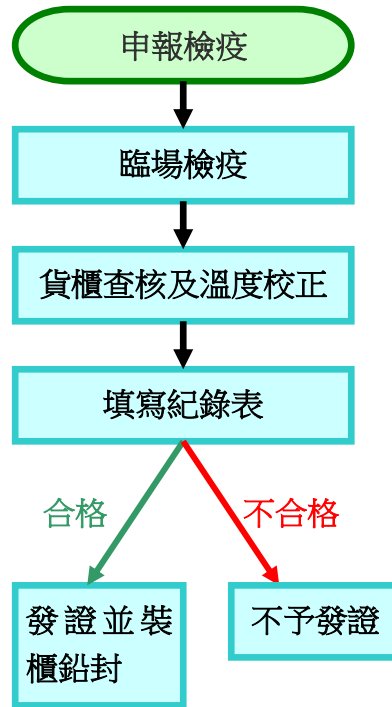 申報檢疫
臨場檢疫
貨櫃查核及溫度校正
填寫紀錄表
合格
不合格
發證並裝
櫃鉛封
不予發證